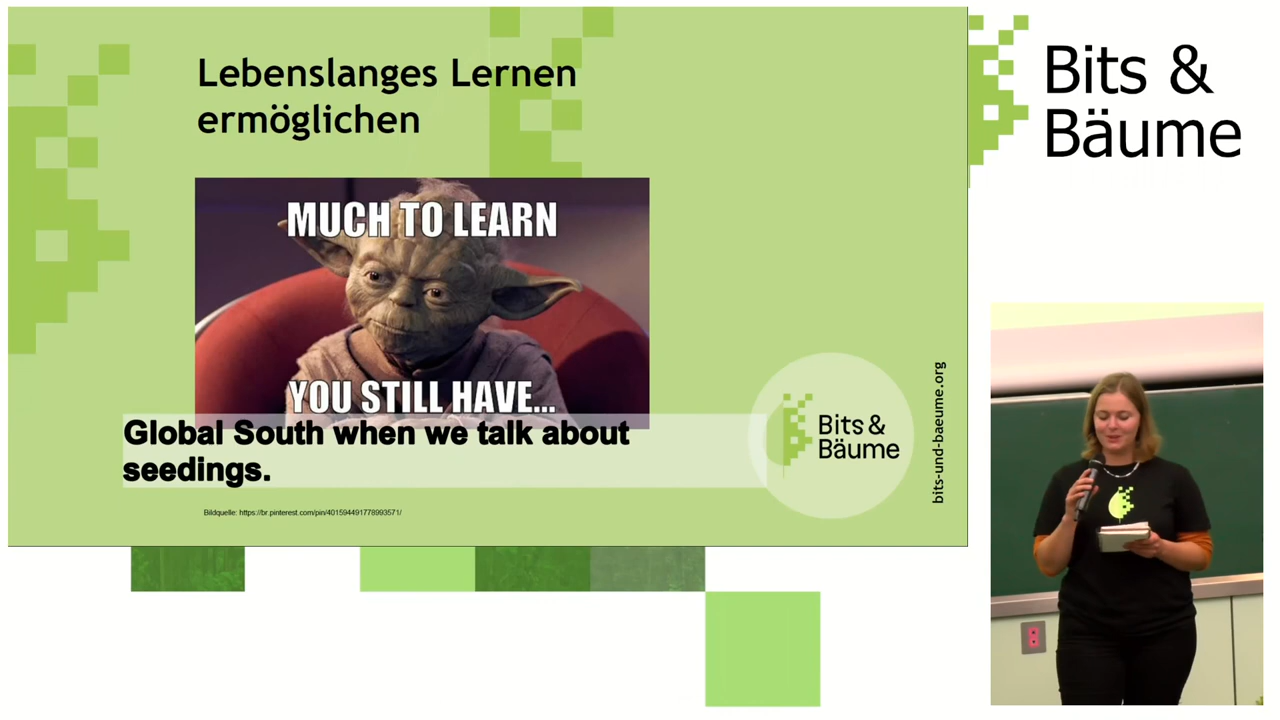 Lebenslanges Lernen
ermöglichen
MUCH TO LEARN
YOU STILL HAVE...
Global South when we talk about
seedings.
Bildquelle: https://br.pinterest.com/pin/401594491778993571/
Bits &
Bäume
bits-und-baeume.org
Bits &
Bäume